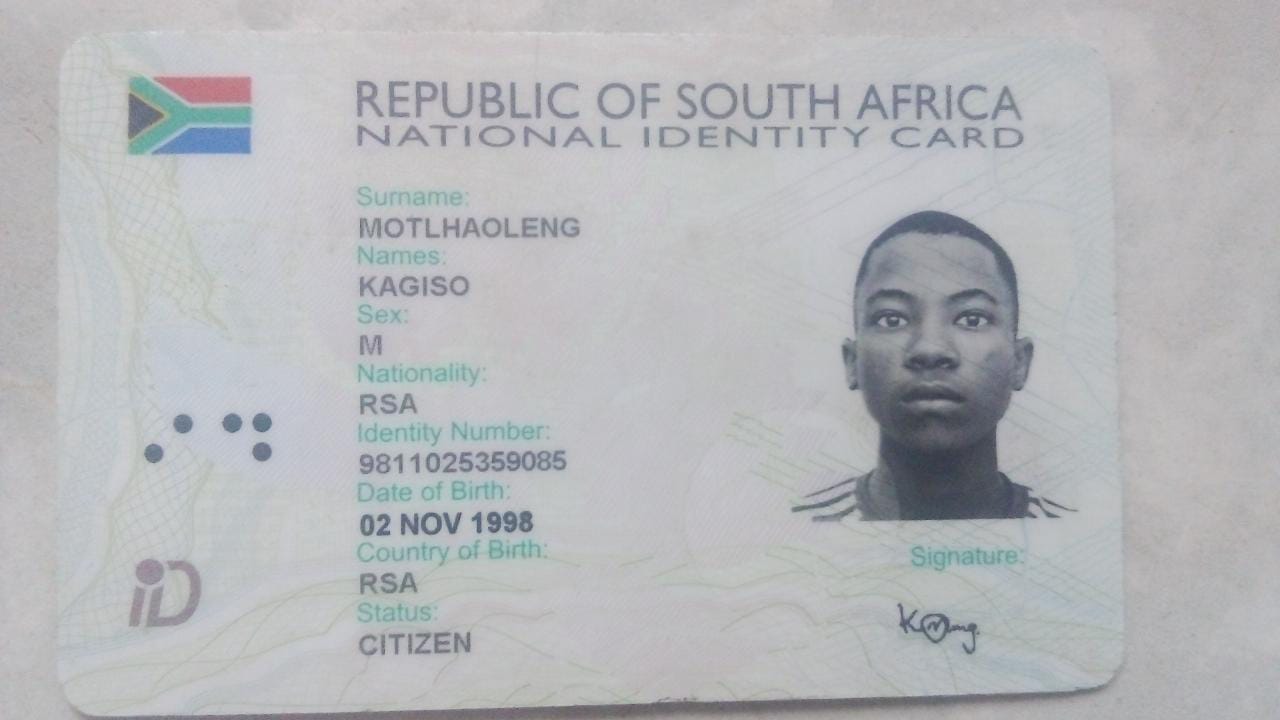 REPUBLIC OF SOUTH AFRICA
NATIONAL IDENTITY CARD
Surname:
MOTLHAOLENG
Names:
KAGISO
Sex:
M
Nationality:
RSA
Identity Number:
9811025359085
Date of Birth:
02 NOV 1998
Country of Birth:
RSA
Status:
CITIZEN
Signature:
iD